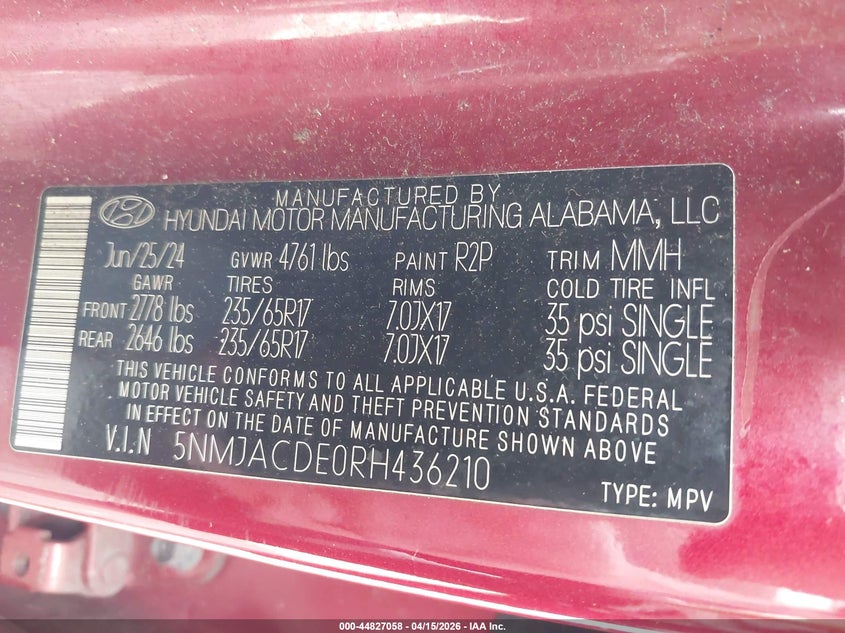 MANUFACTURED BY
HYUNDAI MOTOR MANUFACTURING ALABAMA, LLC
Jun/25/24 GVWR 4761 lbs PAINT R2P TRIM MMH
GAWR TIRES RIMS COLD TIRE INFL
FRONT 2778 lbs 235/65R17 7.0JX17 35 psi SINGLE
REAR 2646 lbs 235/65R17 7.0JX17 35 psi SINGLE
THIS VEHICLE CONFORMS TO ALL APPLICABLE U.S.A. FEDERAL
MOTOR VEHICLE SAFETY AND THEFT PREVENTION STANDARDS
IN EFFECT ON THE DATE OF MANUFACTURE SHOWN ABOVE
V.I.N 5NMJACDE0RH436210
TYPE: MPV
000-44827058 - 04/15/2026 - IAA Inc.